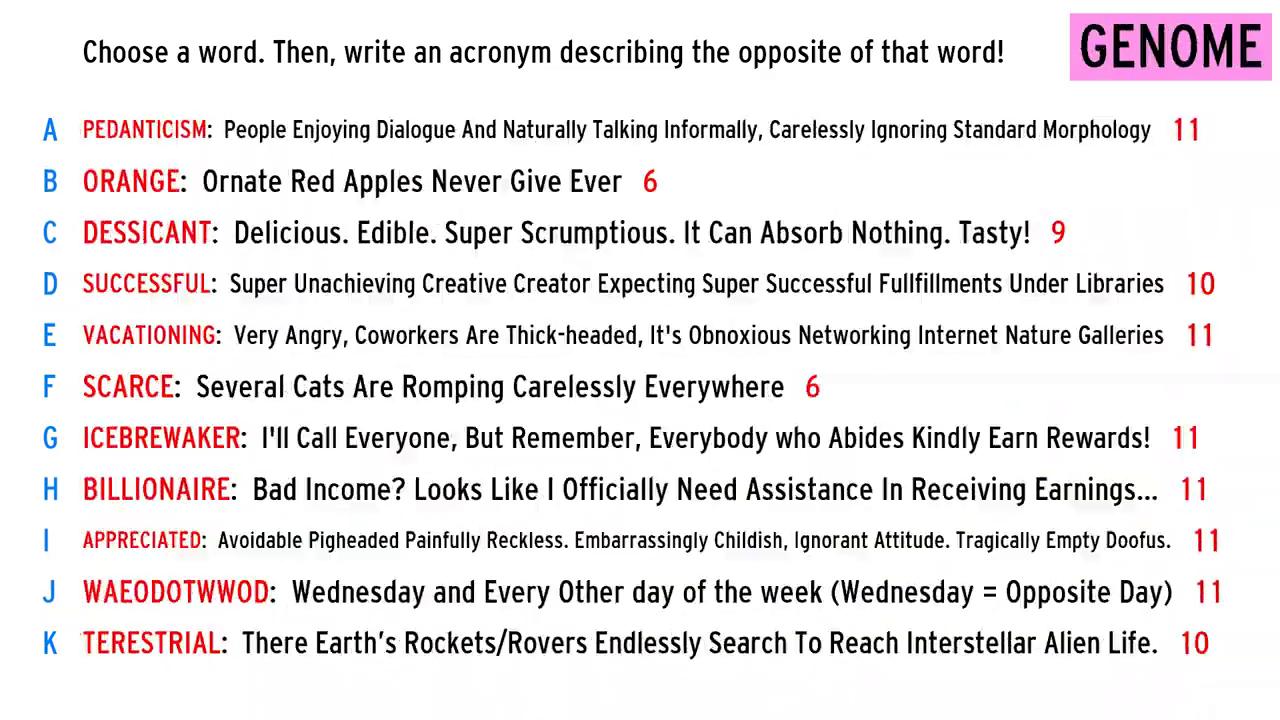 Choose a word. Then, write an acronym describing the opposite of that word!
GENOME
A PEDANTICISM: People Enjoying Dialogue And Naturally Talking Informally, Carelessly Ignoring Standard Morphology 11
B ORANGE: Ornate Red Apples Never Give Ever 6
C DESSICANT: Delicious. Edible. Super Scrumptious. It Can Absorb Nothing. Tasty! 9
D SUCCESSFUL: Super Unachieving Creative Creator Expecting Super Successful Fullfillments Under Libraries 10
E VACATIONING: Very Angry, Coworkers Are Thick-headed, It's Obnoxious Networking Internet Nature Galleries 11
F SCARCE: Several Cats Are Romping Carelessly Everywhere 6
G ICEBREWAKER: I'll Call Everyone, But Remember, Everybody who Abides Kindly Earn Rewards! 11
H BILLIONAIRE: Bad Income? Looks Like I Officially Need Assistance In Receiving Earnings... 11
I APPRECIATED: Avoidable Pigheaded Painfully Reckless. Embarrassingly Childish, Ignorant Attitude. Tragically Empty Doofus. 11
J WAEODOTWWOD: Wednesday and Every Other day of the week (Wednesday = Opposite Day) 11
K TERESTRIAL: There Earth’s Rockets/Rovers Endlessly Search To Reach Interstellar Alien Life. 10